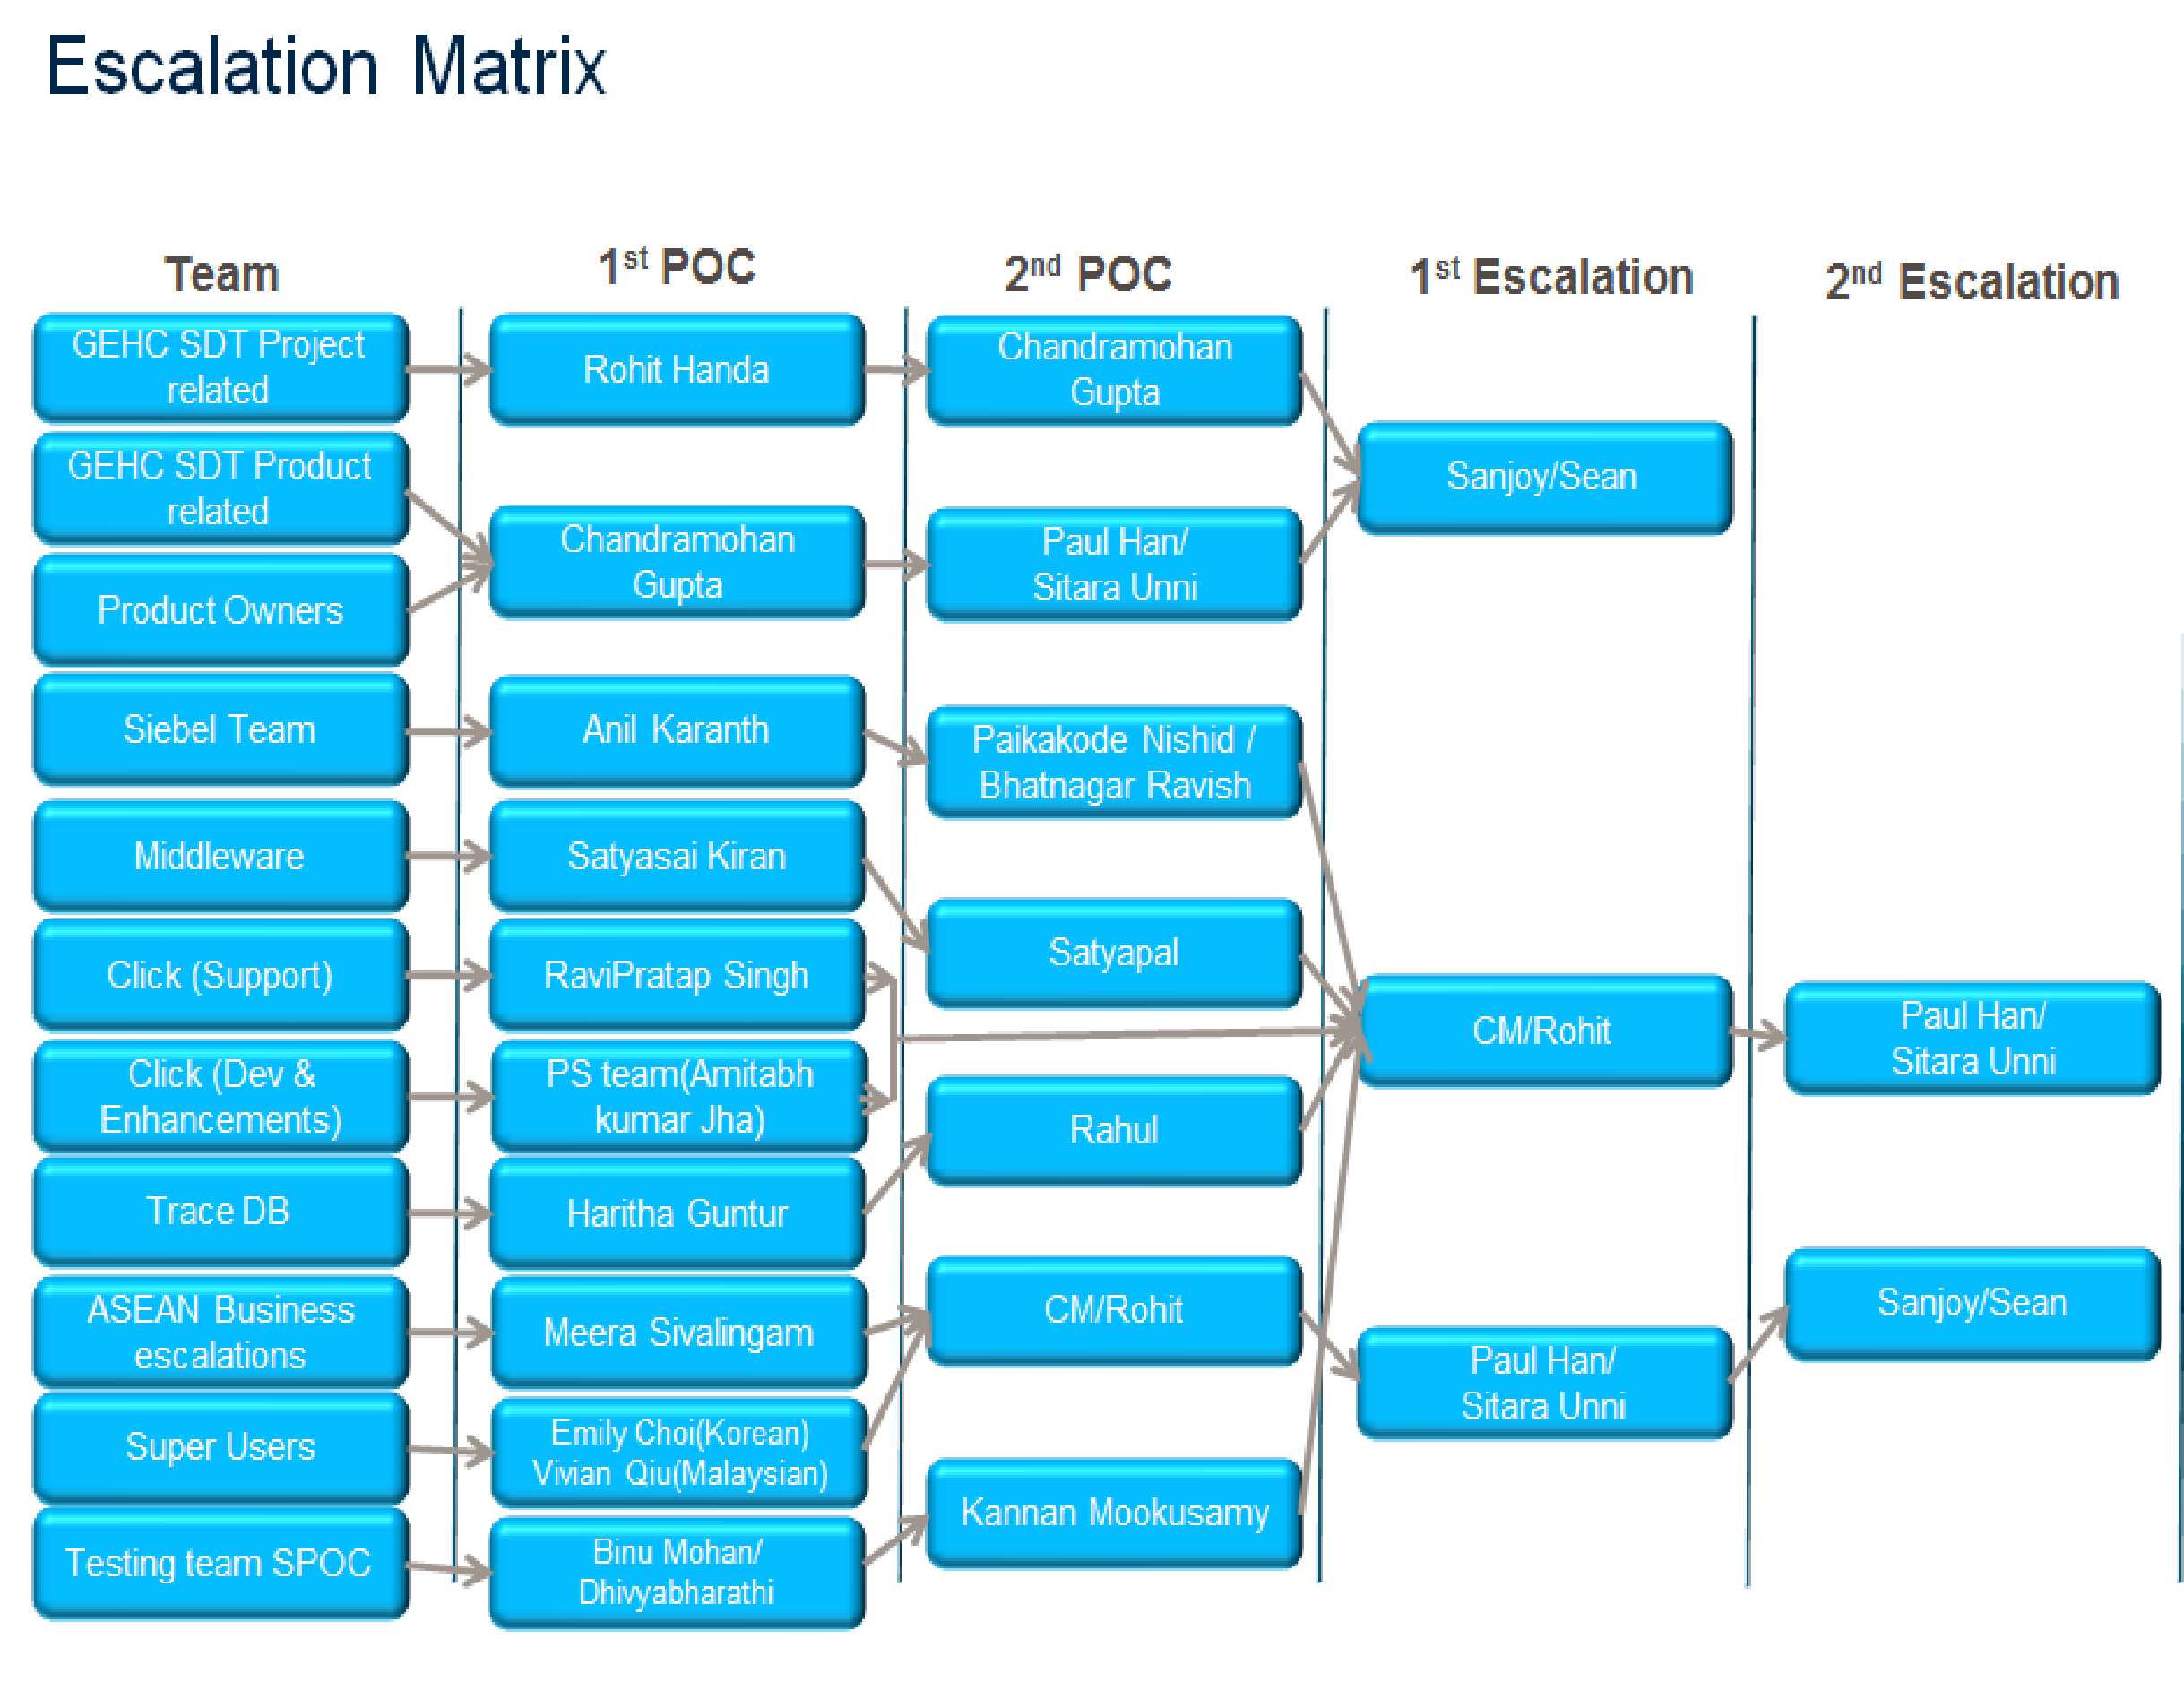 Escalation Matrix
Team
1st POC
2nd POC
1st Escalation
2nd Escalation
GEHC SDT Project
related
GEHC SDT Product
related
Product Owners
Siebel Team
Middleware
Click (Support)
Click (Dev &
Enhancements)
Trace DB
ASEAN Business
escalations
Super Users
Testing team SPOC
Rohit Handa
Chandramohan
Gupta
Anil Karanth
Satyasai Kiran
RaviPratap Singh
PS team(Amitabh
kumar Jha)
Haritha Guntur
Meera Sivalingam
Emily Choi(Korean)
Vivian Qiu(Malaysian)
Binu Mohan/
Dhivyabharathi
Chandramohan
Gupta
Paul Han/
Sitara Unni
Paikakode Nishid /
Bhatnagar Ravish
Satyapal
Rahul
CM/Rohit
Kannan Mookusamy
Sanjoy/Sean
CM/Rohit
Paul Han/
Sitara Unni
Paul Han/
Sitara Unni
Sanjoy/Sean